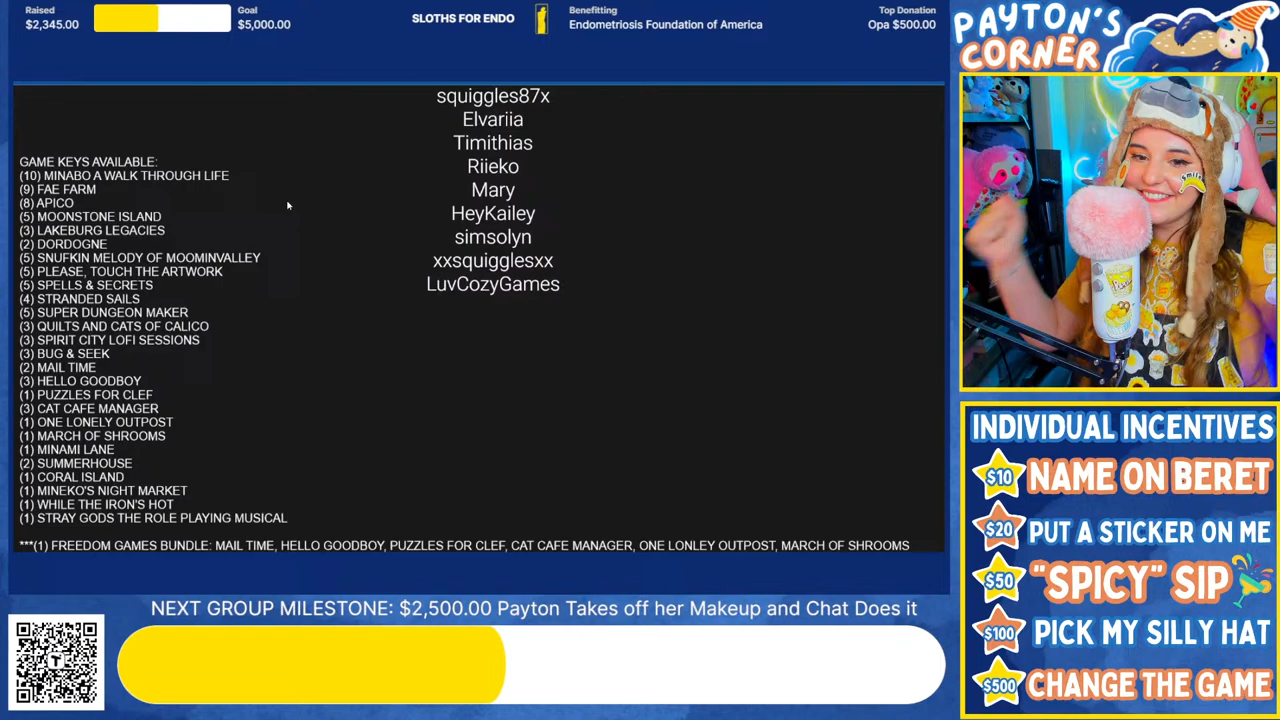 Raised
$2,345.00
Goal
$5,000.00
SLOTHS FOR ENDO
Benefitting
Endometriosis Foundation of America
Top Donation
Opa $500.00
PAYTON'S
CORNER
squiggles87x
Elvariia
Timithias
Riieko
Mary
HeyKailey
simsolyn
xxsquigglesxx
LuvCozyGames
GAME KEYS AVAILABLE:
(10) MINABO A WALK THROUGH LIFE
(9) FAE FARM
(8) APICO
(5) MOONSTONE ISLAND
(3) LAKEBURG LEGACIES
(2) DORDOGNE
(5) SNUFKIN MELODY OF MOOMINVALLEY
(5) PLEASE, TOUCH THE ARTWORK
(5) SPELLS & SECRETS
(4) STRANDED SAILS
(5) SUPER DUNGEON MAKER
(3) QUILTS AND CATS OF CALICO
(3) SPIRIT CITY LOFI SESSIONS
(3) BUG & SEEK
(2) MAIL TIME
(3) HELLO GOODBOY
(1) PUZZLES FOR CLEF
(3) CAT CAFE MANAGER
(1) ONE LONELY OUTPOST
(1) MARCH OF SHROOMS
(1) MINAMI LANE
(2) SUMMERHOUSE
(1) CORAL ISLAND
(1) MINEKO'S NIGHT MARKET
(1) WHILE THE IRON'S HOT
(1) STRAY GODS THE ROLE PLAYING MUSICAL
***(1) FREEDOM GAMES BUNDLE: MAIL TIME, HELLO GOODBOY, PUZZLES FOR CLEF, CAT CAFE MANAGER, ONE LONLEY OUTPOST, MARCH OF SHROOMS
Smile
INDIVIDUAL INCENTIVES
$10 NAME ON BERET
$20 PUT A STICKER ON ME
$50 "SPICY" SIP
$100 PICK MY SILLY HAT
$500 CHANGE THE GAME
NEXT GROUP MILESTONE: $2,500.00 Payton Takes off her Makeup and Chat Does it